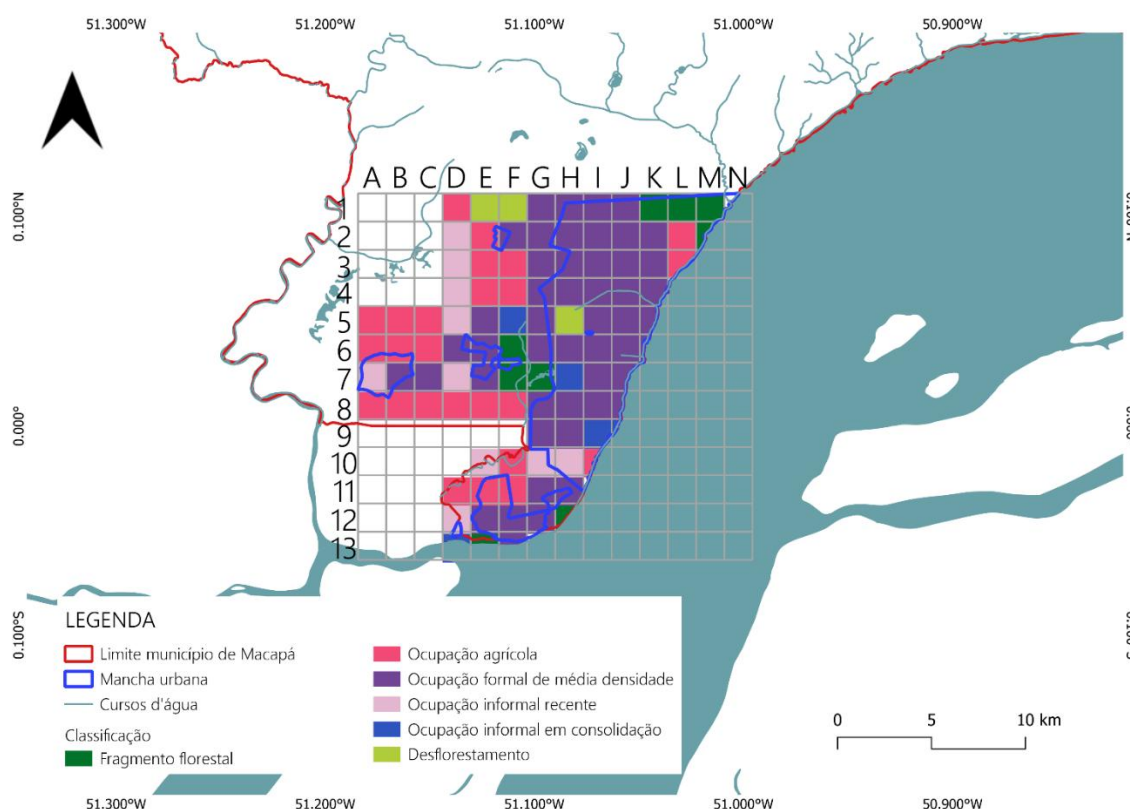 51.300°W 51.200°W 51.100°W 51.000°W 50.900°W
0.100°N
0.000°
0.100°S
A B C D E F G H I J K L M N
1
2
3
4
5
6
7
8
9
10
11
12
13
LEGENDA
Limite município de Macapá
Mancha urbana
Cursos d'água
Classificação
Fragmento florestal
Ocupação agrícola
Ocupação formal de média densidade
Ocupação informal recente
Ocupação informal em consolidação
Desflorestamento
0 5 10 km
51.300°W 51.200°W 51.100°W 51.000°W 50.900°W